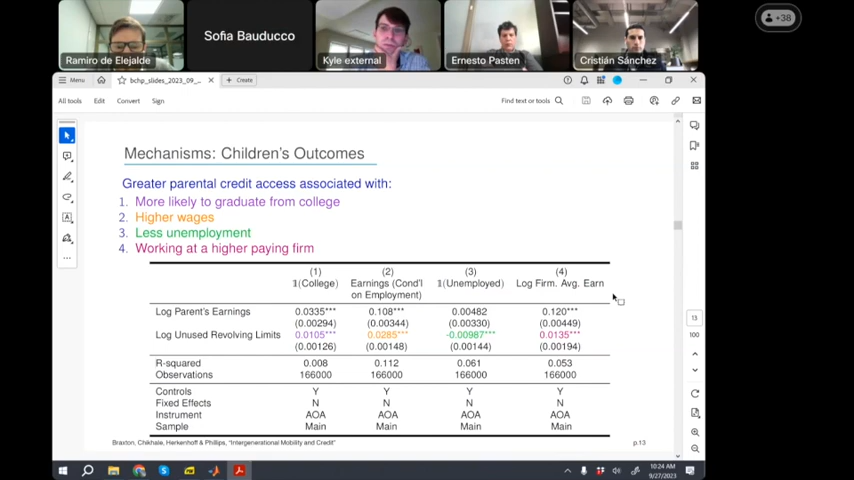 +38
Ramiro de Elejalde
Sofia Bauducco
Kyle external
Ernesto Pasten
Cristián Sánchez
Menu
bchp_slides_2023_09_...
+ Create
All tools Edit Convert Sign
Find text or tools
Mechanisms: Children's Outcomes
Greater parental credit access associated with:
1. More likely to graduate from college
2. Higher wages
3. Less unemployment
4. Working at a higher paying firm
(1) (2) (3) (4)
𝟙(College) Earnings (Cond'l 𝟙(Unemployed) Log Firm. Avg. Earn
on Employment)
Log Parent's Earnings 0.0335*** 0.108*** 0.00482 0.120***
(0.00294) (0.00344) (0.00330) (0.00449)
Log Unused Revolving Limits 0.0105*** 0.0285*** -0.00987*** 0.0135***
(0.00126) (0.00148) (0.00144) (0.00194)
R-squared 0.008 0.112 0.061 0.053
Observations 166000 166000 166000 166000
Controls Y Y Y Y
Fixed Effects N N N N
Instrument AOA AOA AOA AOA
Sample Main Main Main Main
Braxton, Chikhale, Herkenhoff & Phillips, "Intergenerational Mobility and Credit" p.13
13
100
10:24 AM
9/27/2023